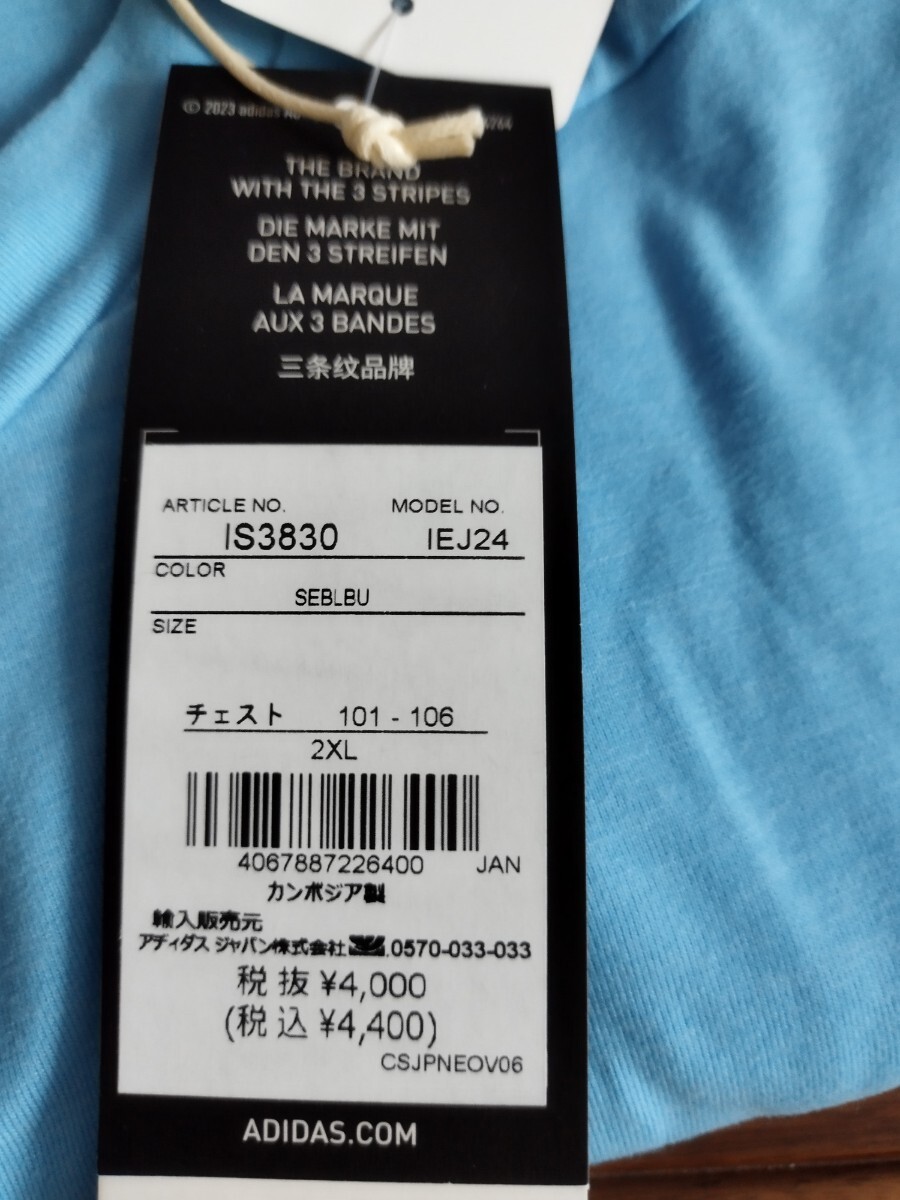 © 2023 adidas AG
THE BRAND
WITH THE 3 STRIPES
DIE MARKE MIT
DEN 3 STREIFEN
LA MARQUE
AUX 3 BANDES
三条纹品牌
ARTICLE NO. MODEL NO.
IS3830 IEJ24
COLOR
SEBLBU
SIZE
チェスト 101 - 106
2XL
4067887226400 JAN
カンボジア製
輸入販売元
アディダス ジャパン株式会社 .0570-033-033
税 抜 ¥4,000
(税 込 ¥4,400)
CSJPNEOV06
ADIDAS.COM